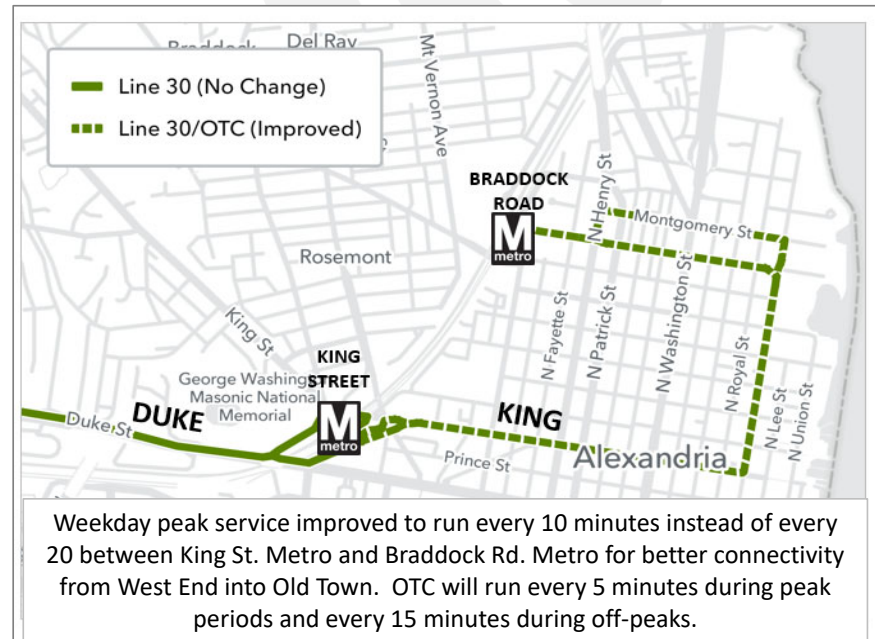 Braddock
Del Ray
Mt Vernon Ave
Line 30 (No Change)
Line 30/OTC (Improved)
BRADDOCK
ROAD
M
metro
N Henry St
Montgomery St
Rosemont
King St
N Fayette St
N Patrick St
N Washington St
N Royal St
N Lee St
N Union St
KING
STREET
George Washing
Masonic National
Memorial
M
metro
DUKE
Duke St
KING
Prince St
Alexandria
Weekday peak service improved to run every 10 minutes instead of every
20 between King St. Metro and Braddock Rd. Metro for better connectivity
from West End into Old Town.  OTC will run every 5 minutes during peak
periods and every 15 minutes during off-peaks.